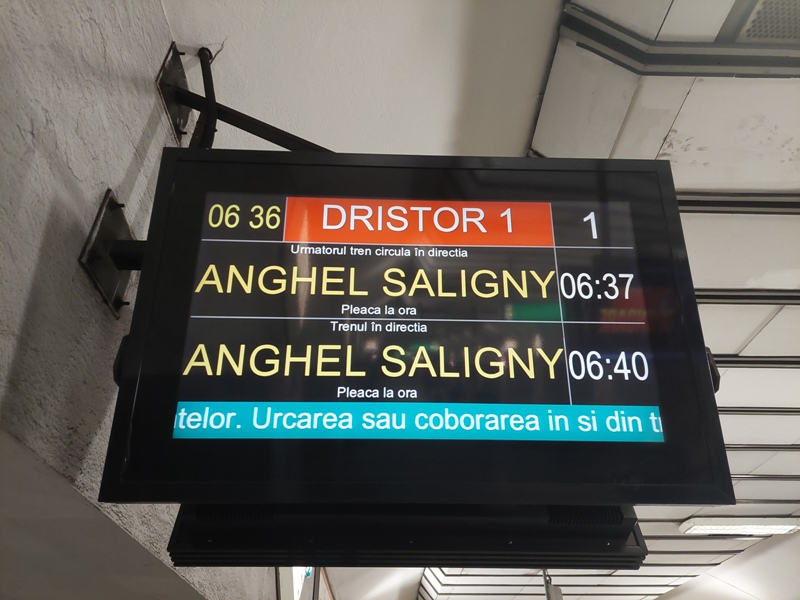 06 36 DRISTOR 1 1
Urmatorul tren circula în directia
ANGHEL SALIGNY 06:37
Pleaca la ora
Trenul în directia
ANGHEL SALIGNY 06:40
Pleaca la ora
telor. Urcarea sau coborarea in si din t